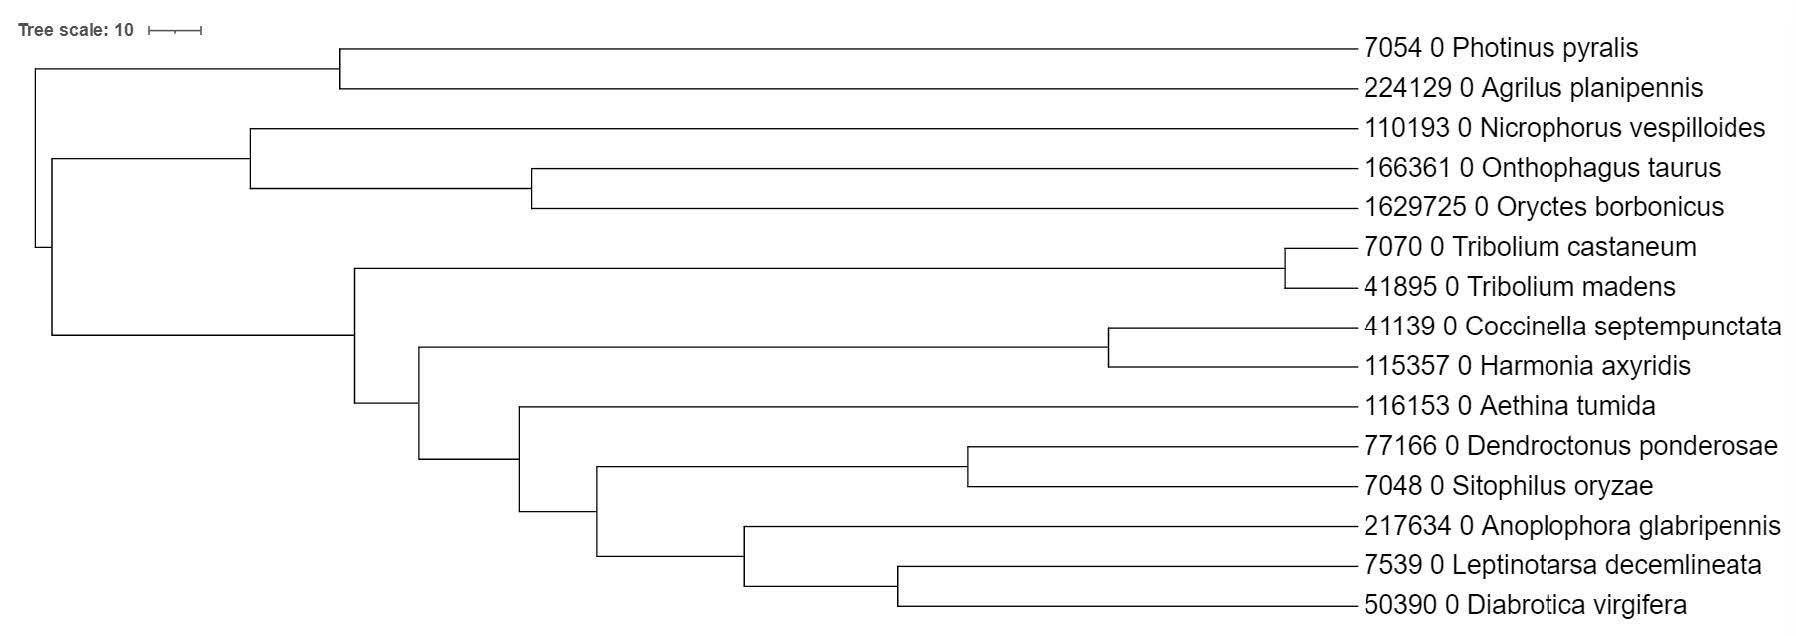 Tree scale: 10
7054 0 Photinus pyralis
224129 0 Agrilus planipennis
110193 0 Nicrophorus vespilloides
166361 0 Onthophagus taurus
1629725 0 Oryctes borbonicus
7070 0 Tribolium castaneum
41895 0 Tribolium madens
41139 0 Coccinella septempunctata
115357 0 Harmonia axyridis
116153 0 Aethina tumida
77166 0 Dendroctonus ponderosae
7048 0 Sitophilus oryzae
217634 0 Anoplophora glabripennis
7539 0 Leptinotarsa decemlineata
50390 0 Diabrotica virgifera